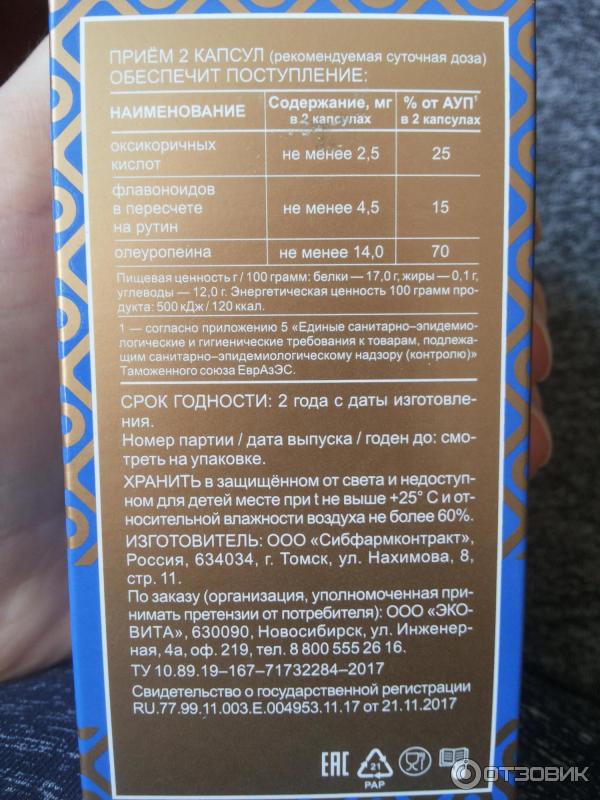 ПРИЁМ 2 КАПСУЛ (рекомендуемая суточная доза)
ОБЕСПЕЧИТ ПОСТУПЛЕНИЕ:
НАИМЕНОВАНИЕ Содержание, мг в 2 капсулах % от АУП¹ в 2 капсулах
оксикоричных
кислот не менее 2,5 25
флавоноидов
в пересчете не менее 4,5 15
на рутин
олеуропеина не менее 14,0 70
Пищевая ценность г / 100 грамм: белки — 17,0 г, жиры — 0,1 г,
углеводы — 12,0 г. Энергетическая ценность 100 грамм про-
дукта: 500 кДж / 120 ккал.
1 — согласно приложению 5 «Единые санитарно–эпидемио-
логические и гигиенические требования к товарам, подлежа-
щим санитарно–эпидемиологическому надзору (контролю)»
Таможенного союза ЕврАзЭС.
СРОК ГОДНОСТИ: 2 года с даты изготовле-
ния.
Номер партии / дата выпуска / годен до: смо-
треть на упаковке.
ХРАНИТЬ в защищённом от света и недоступ-
ном для детей месте при t не выше +25° С и от-
носительной влажности воздуха не более 60%.
ИЗГОТОВИТЕЛЬ: ООО «Сибфармконтракт»,
Россия, 634034, г. Томск, ул. Нахимова, 8,
стр. 11.
По заказу (организация, уполномоченная при-
нимать претензии от потребителя): ООО «ЭКО-
ВИТА», 630090, Новосибирск, ул. Инженер-
ная, 4а, оф. 219, тел. 8 800 555 26 16.
ТУ 10.89.19–167–71732284–2017
Свидетельство о государственной регистрации
RU.77.99.11.003.E.004953.11.17 от 21.11.2017
EAC
21
PAP
ОТЗОВИК